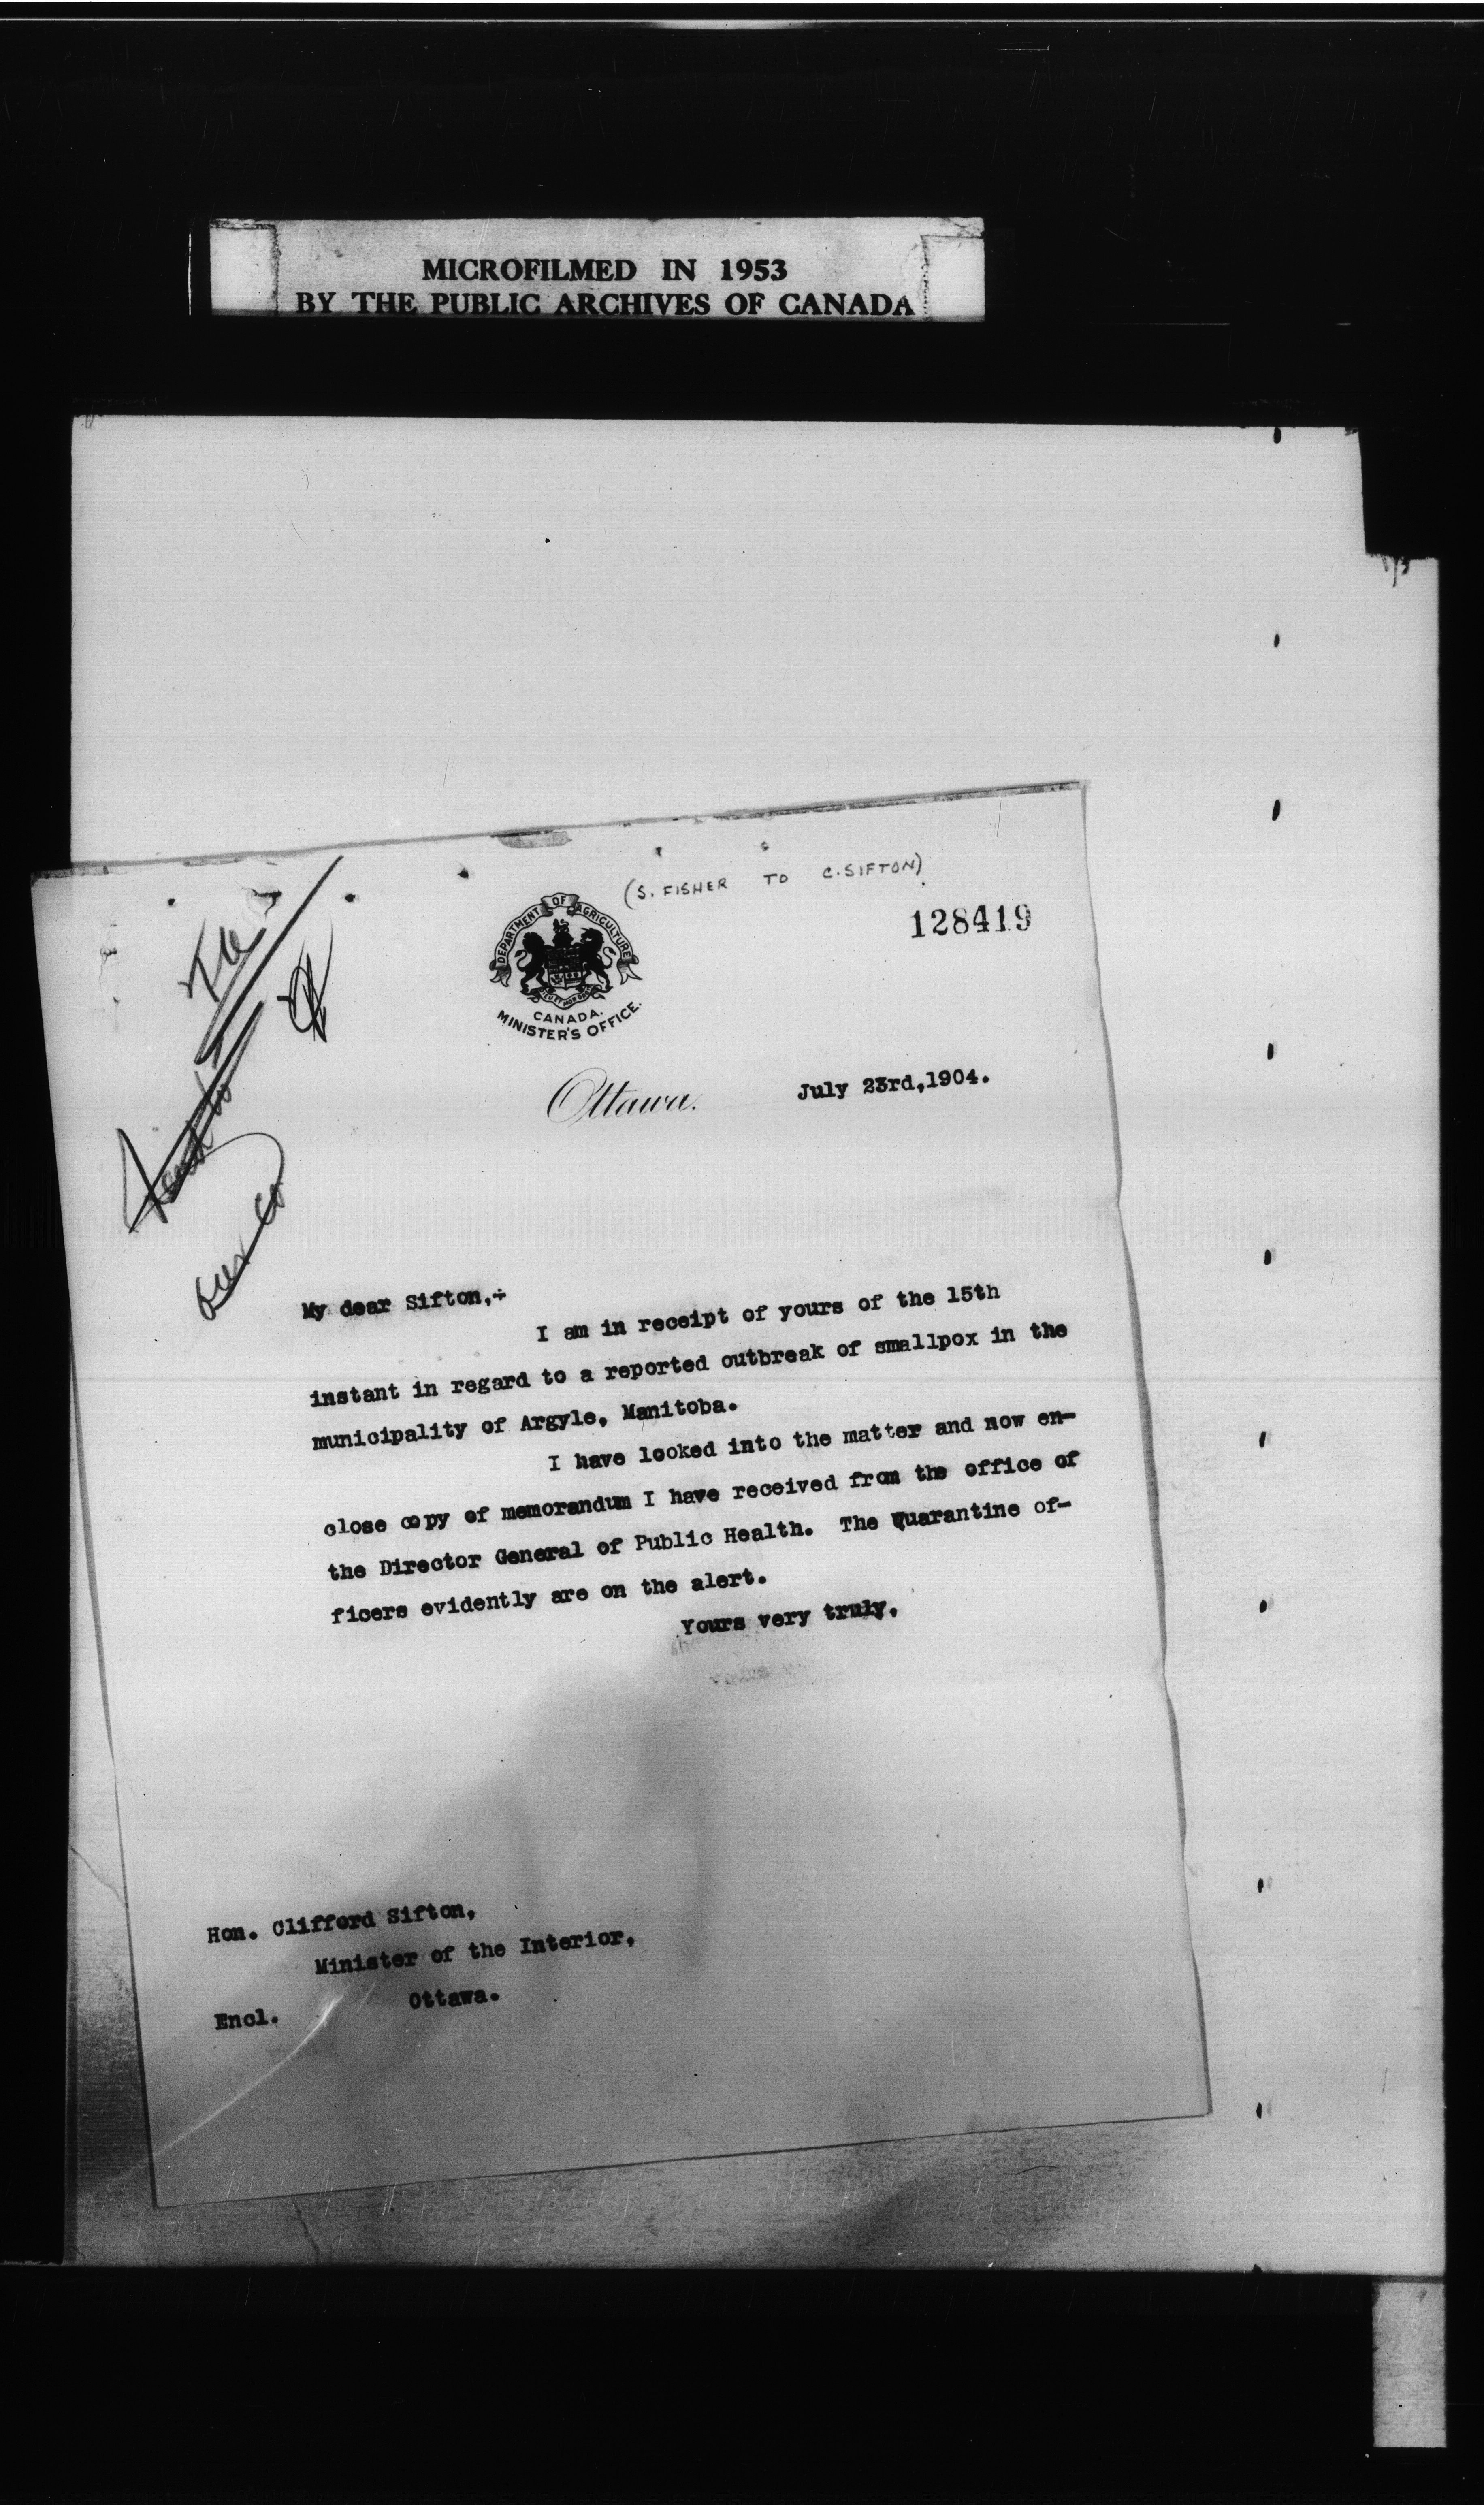 MICROFILMED IN 1953
BY THE PUBLIC ARCHIVES OF CANADA
(S. FISHER TO C. SIFTON)
128419
DEPARTMENT OF AGRICULTURE
CANADA.
MINISTER'S OFFICE.
Ottawa. July 23rd, 1904.
My dear Sifton,-
I am in receipt of yours of the 15th
instant in regard to a reported outbreak of smallpox in the
municipality of Argyle, Manitoba.
I have looked into the matter and now en-
close copy of memorandum I have received from the office of
the Director General of Public Health. The Quarantine of-
ficers evidently are on the alert.
Yours very truly,
Hon. Clifford Sifton,
Minister of the Interior,
Ottawa.
Encl.